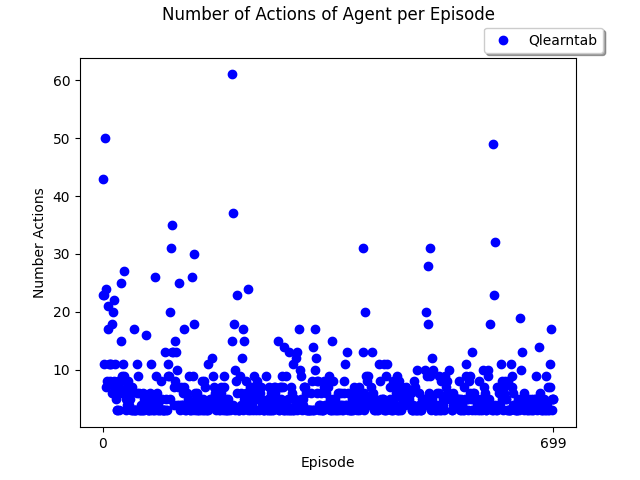 Number of Actions of Agent per Episode
Qlearntab
60
50
40
30
20
10
Number Actions
0
699
Episode